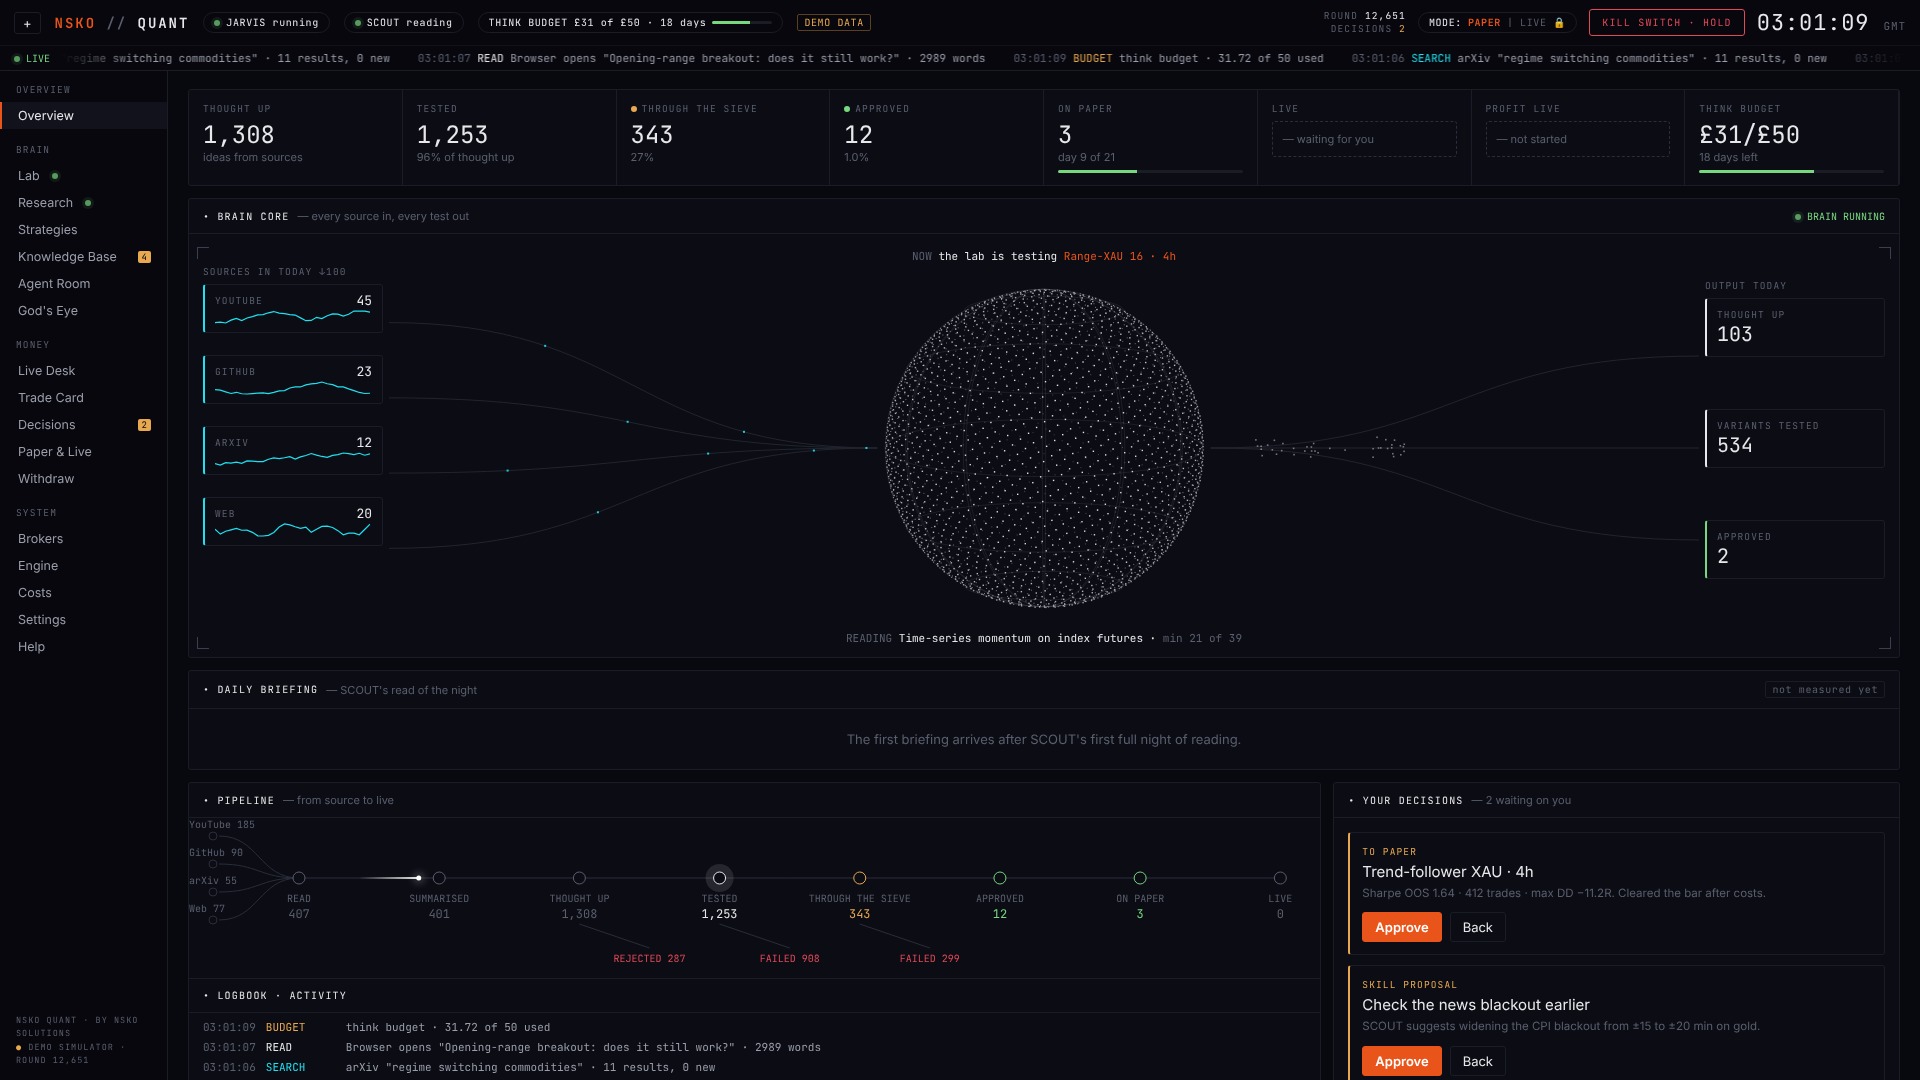 + NSKO // QUANT JARVIS running SCOUT reading THINK BUDGET £31 of £50 · 18 days DEMO DATA ROUND 12,651 DECISIONS 2 MODE: PAPER | LIVE KILL SWITCH · HOLD 03:01:09 GMT
LIVE regime switching commodities" · 11 results, 0 new 03:01:07 READ Browser opens "Opening-range breakout: does it still work?" · 2989 words 03:01:09 BUDGET think budget · 31.72 of 50 used 03:01:06 SEARCH arXiv "regime switching commodities" · 11 results, 0 new
OVERVIEW
Overview
BRAIN
Lab
Research
Strategies
Knowledge Base 4
Agent Room
God's Eye
MONEY
Live Desk
Trade Card
Decisions 2
Paper & Live
Withdraw
SYSTEM
Brokers
Engine
Costs
Settings
Help
NSKO QUANT · BY NSKO
SOLUTIONS
DEMO SIMULATOR ·
ROUND 12,651
THOUGHT UP
1,308
ideas from sources
TESTED
1,253
96% of thought up
THROUGH THE SIEVE
343
27%
APPROVED
12
1.0%
ON PAPER
3
day 9 of 21
LIVE
— waiting for you
PROFIT LIVE
— not started
THINK BUDGET
£31/£50
18 days left
• BRAIN CORE — every source in, every test out
BRAIN RUNNING
NOW the lab is testing Range-XAU 16 · 4h
SOURCES IN TODAY ↓100
YOUTUBE 45
GITHUB 23
ARXIV 12
WEB 20
OUTPUT TODAY
THOUGHT UP
103
VARIANTS TESTED
534
APPROVED
2
READING Time-series momentum on index futures · min 21 of 39
• DAILY BRIEFING — SCOUT's read of the night
not measured yet
The first briefing arrives after SCOUT's first full night of reading.
• PIPELINE — from source to live
YouTube 185
GitHub 90
arXiv 55
Web 77
READ
407
SUMMARISED
401
THOUGHT UP
1,308
TESTED
1,253
THROUGH THE SIEVE
343
APPROVED
12
ON PAPER
3
LIVE
0
REJECTED 287
FAILED 908
FAILED 299
• LOGBOOK · ACTIVITY
03:01:09 BUDGET think budget · 31.72 of 50 used
03:01:07 READ Browser opens "Opening-range breakout: does it still work?" · 2989 words
03:01:06 SEARCH arXiv "regime switching commodities" · 11 results, 0 new
• YOUR DECISIONS — 2 waiting on you
TO PAPER
Trend-follower XAU · 4h
Sharpe OOS 1.64 · 412 trades · max DD −11.2R. Cleared the bar after costs.
Approve Back
SKILL PROPOSAL
Check the news blackout earlier
SCOUT suggests widening the CPI blackout from ±15 to ±20 min on gold.
Approve Back